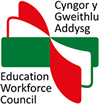 Cyngor y
Gweithlu
Addysg
Education
Workforce
Council